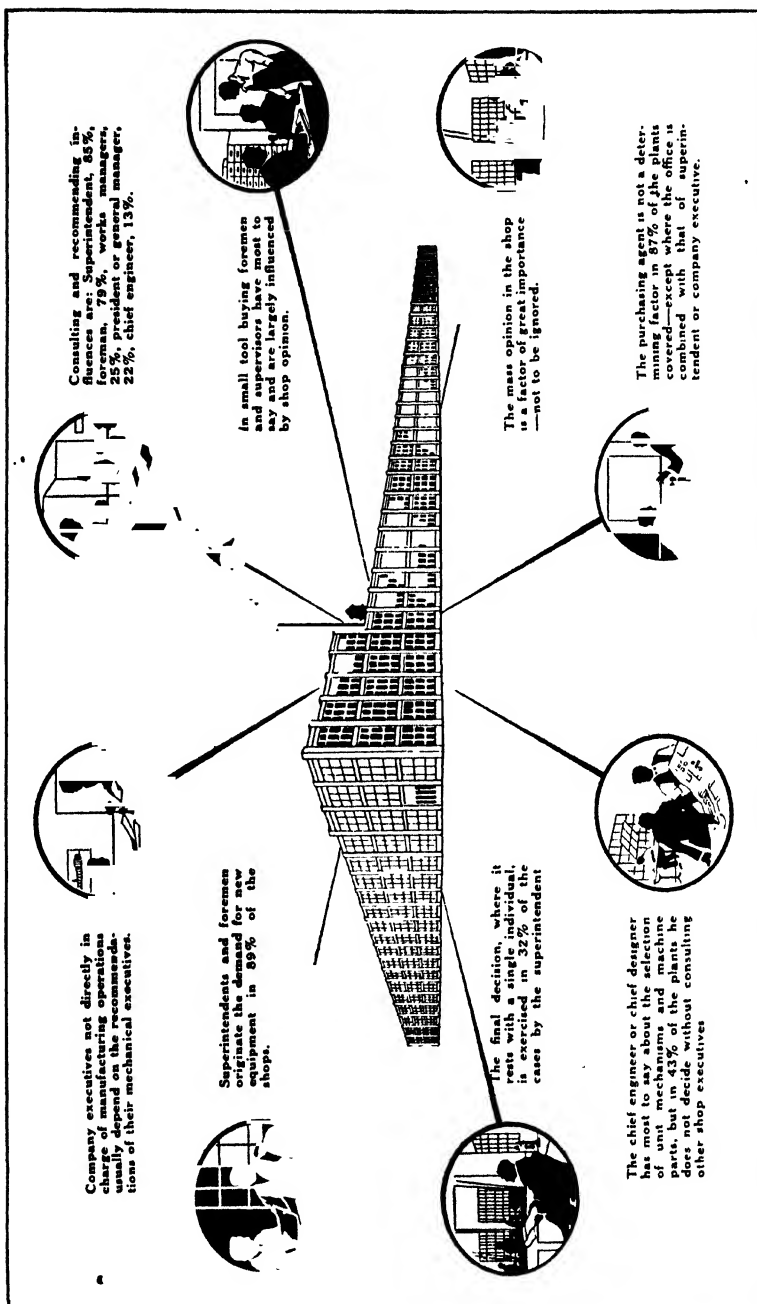 Company executives not directly in
charge of manufacturing operations
usually depend on the recommenda-
tions of their mechanical executives.
Consulting and recommending in-
fluences are: Superintendent, 85%,
foreman, 79%, works managers,
25%, president or general manager,
22%, chief engineer, 13%.
Superintendents and foremen
originate the demand for new
equipment in 89% of the
shops.
In small tool buying foremen
and supervisors have most to
say and are largely influenced
by shop opinion.
The final decision, where it
rests with a single individual,
is exercised in 32% of the
cases by the superintendent
The mass opinion in the shop
is a factor of great importance
—not to be ignored.
The chief engineer or chief designer
has most to say about the selection
of unit mechanisms and machine
parts, but in 43% of the plants he
does not decide without consulting
other shop executives
The purchasing agent is not a deter-
mining factor in 87% of the plants
covered—except where the office is
combined with that of superin-
tendent or company executive.